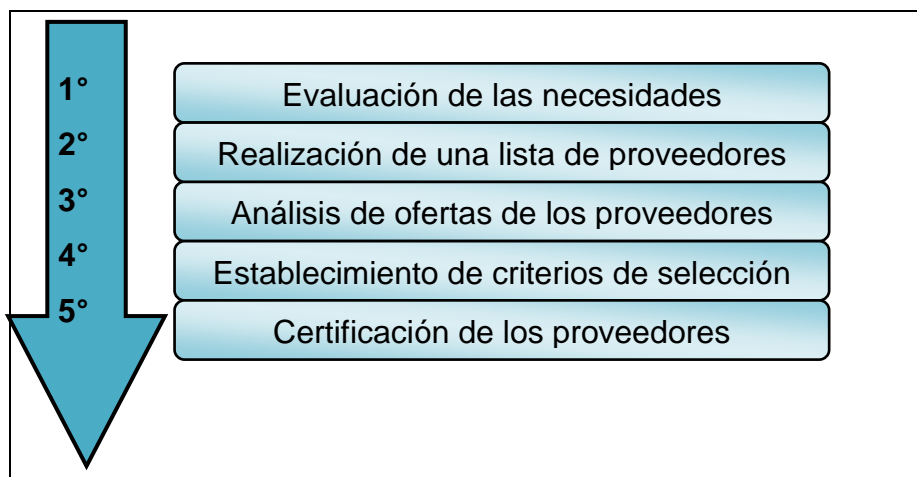 1° Evaluación de las necesidades
2° Realización de una lista de proveedores
3° Análisis de ofertas de los proveedores
4° Establecimiento de criterios de selección
5° Certificación de los proveedores